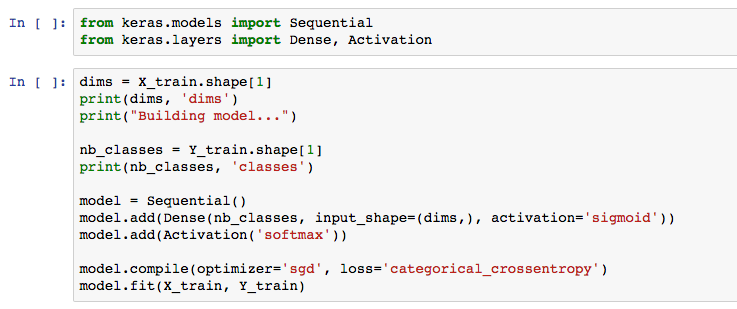 In [ ]: from keras.models import Sequential
from keras.layers import Dense, Activation
In [ ]: dims = X_train.shape[1]
print(dims, 'dims')
print("Building model...")
nb_classes = Y_train.shape[1]
print(nb_classes, 'classes')
model = Sequential()
model.add(Dense(nb_classes, input_shape=(dims,), activation='sigmoid'))
model.add(Activation('softmax'))
model.compile(optimizer='sgd', loss='categorical_crossentropy')
model.fit(X_train, Y_train)